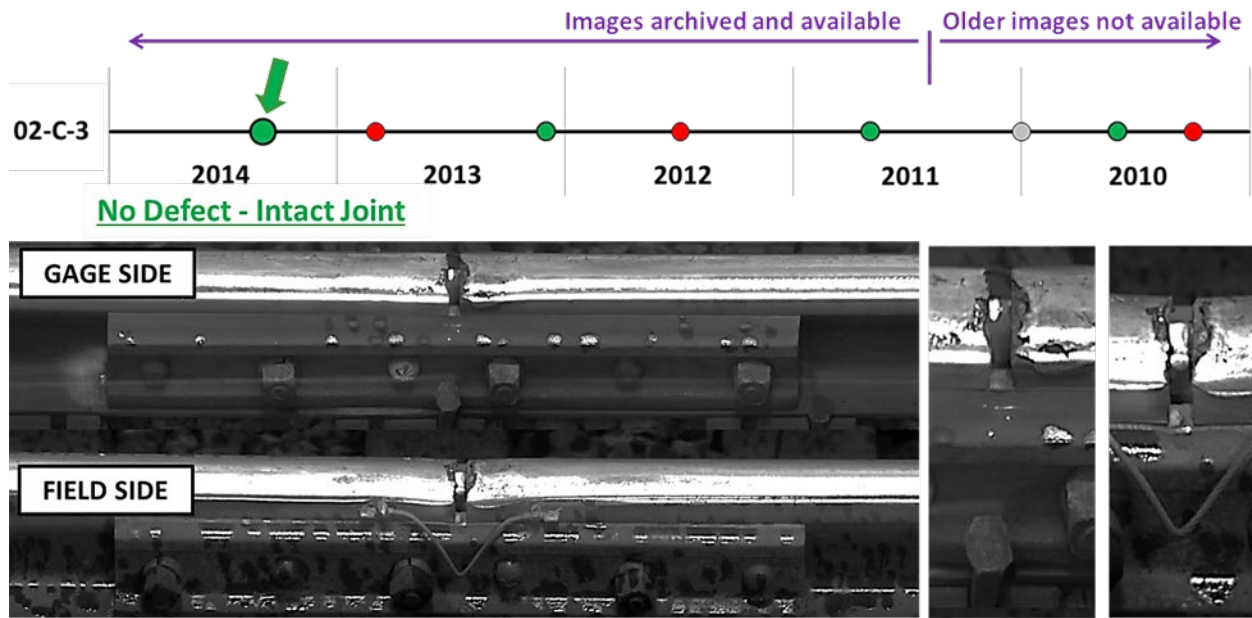 Images archived and available
Older images not available
02-C-3
2014
2013
2012
2011
2010
No Defect - Intact Joint
GAGE SIDE
FIELD SIDE